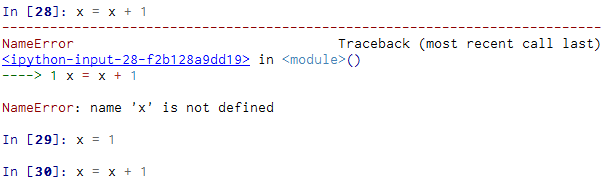 In [28]: x = x + 1
---------------------------------------------------------------------------
NameError                                 Traceback (most recent call last)
<ipython-input-28-f2b128a9dd19> in <module>()
----> 1 x = x + 1

NameError: name 'x' is not defined

In [29]: x = 1

In [30]: x = x + 1